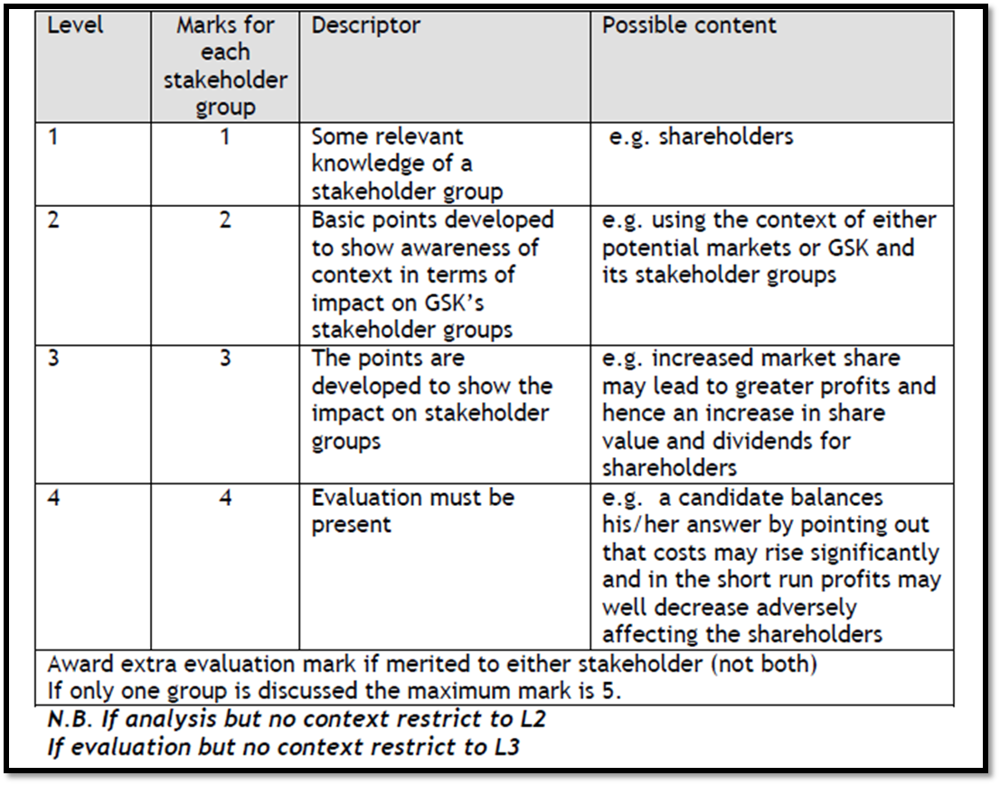 Level
Marks for
each
stakeholder
group
Descriptor
Possible content
1
1
Some relevant
knowledge of a
stakeholder group
e.g. shareholders
2
2
Basic points developed
to show awareness of
context in terms of
impact on GSK’s
stakeholder groups
e.g. using the context of either
potential markets or GSK and
its stakeholder groups
3
3
The points are
developed to show the
impact on stakeholder
groups
e.g. increased market share
may lead to greater profits and
hence an increase in share
value and dividends for
shareholders
4
4
Evaluation must be
present
e.g. a candidate balances
his/her answer by pointing out
that costs may rise significantly
and in the short run profits may
well decrease adversely
affecting the shareholders
Award extra evaluation mark if merited to either stakeholder (not both)
If only one group is discussed the maximum mark is 5.
N.B. If analysis but no context restrict to L2
If evaluation but no context restrict to L3